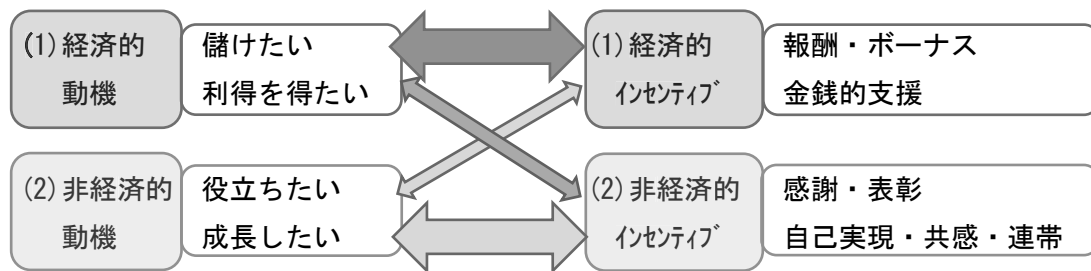 (1) 経済的
動機
儲けたい
利得を得たい
(1) 経済的
ｲﾝｾﾝﾃｨﾌﾞ
報酬・ボーナス
金銭的支援
(2) 非経済的
動機
役立ちたい
成長したい
(2) 非経済的
ｲﾝｾﾝﾃｨﾌﾞ
感謝・表彰
自己実現・共感・連帯